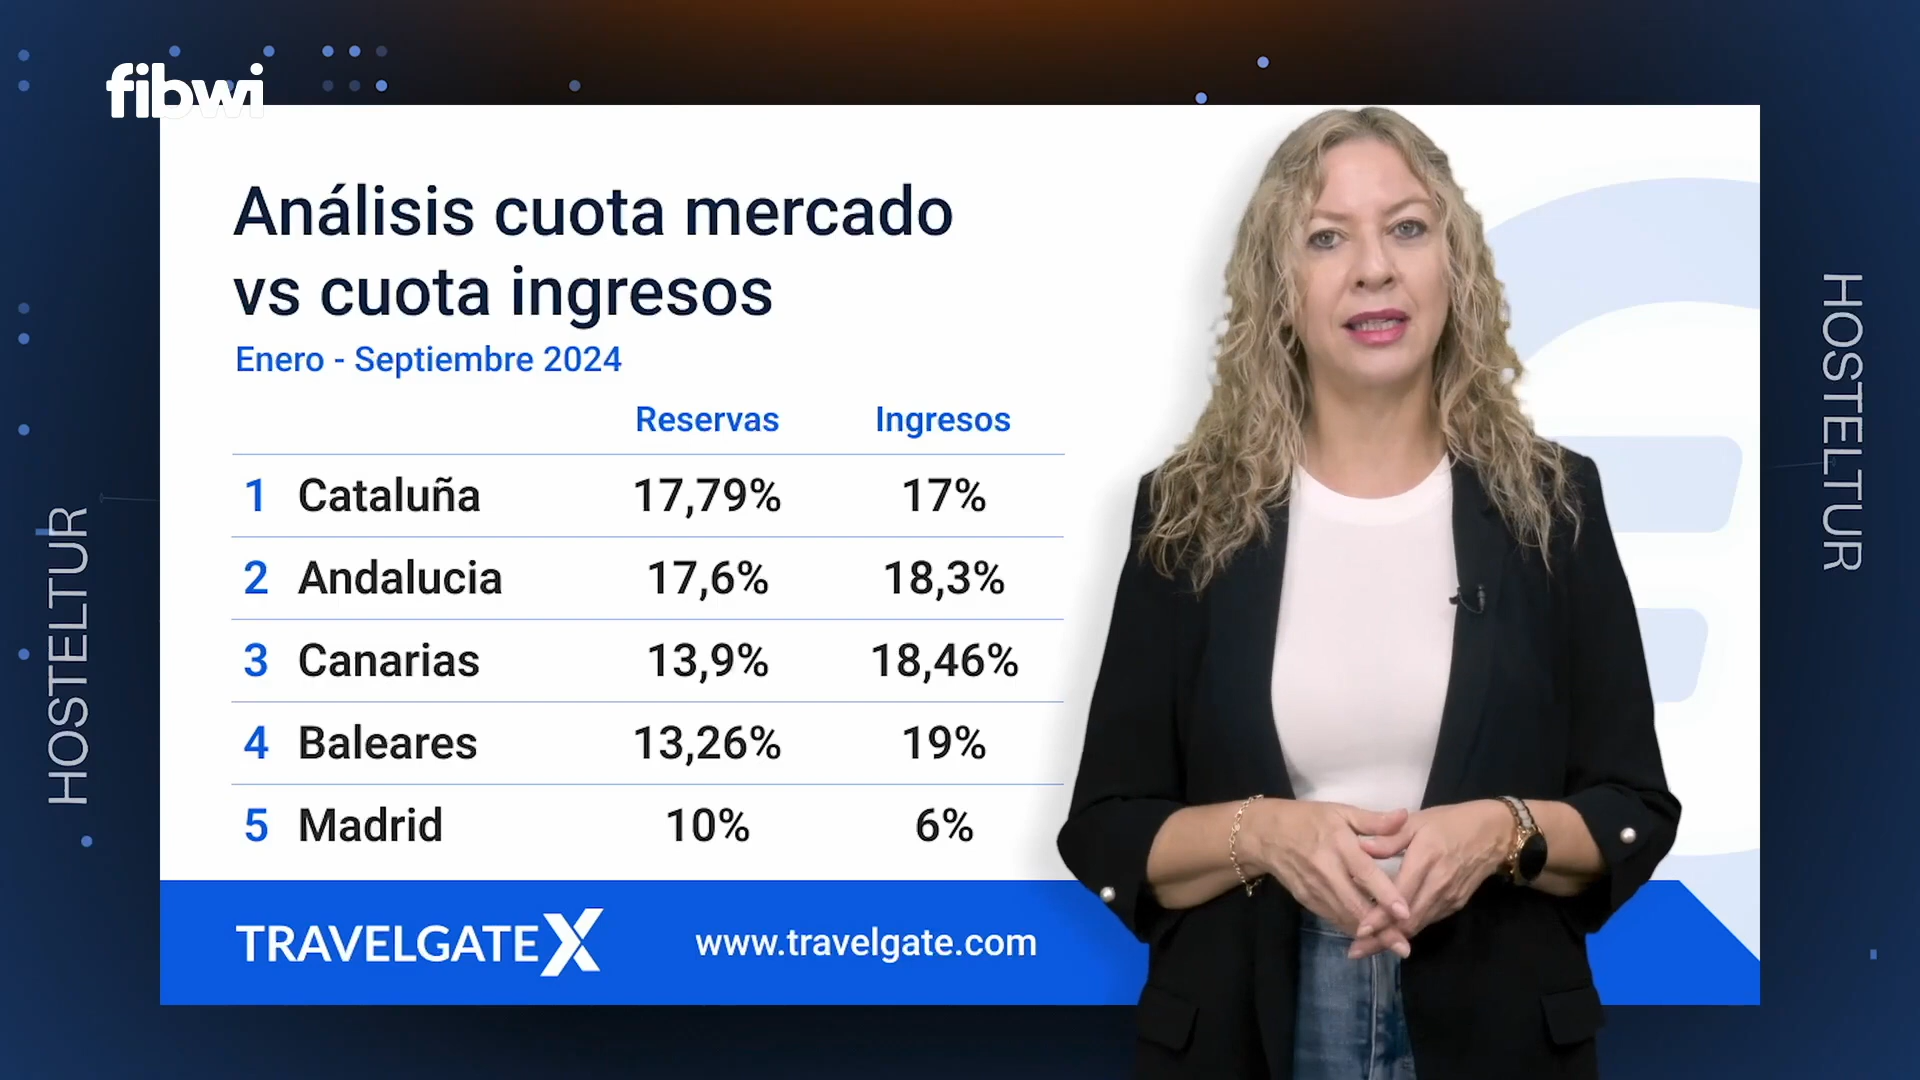 fibwi
Análisis cuota mercado
vs cuota ingresos
Enero - Septiembre 2024
Reservas Ingresos
1 Cataluña 17,79% 17%
2 Andalucia 17,6% 18,3%
3 Canarias 13,9% 18,46%
4 Baleares 13,26% 19%
5 Madrid 10% 6%
TRAVELGATEX www.travelgate.com
HOSTELTUR
HOSTELTUR